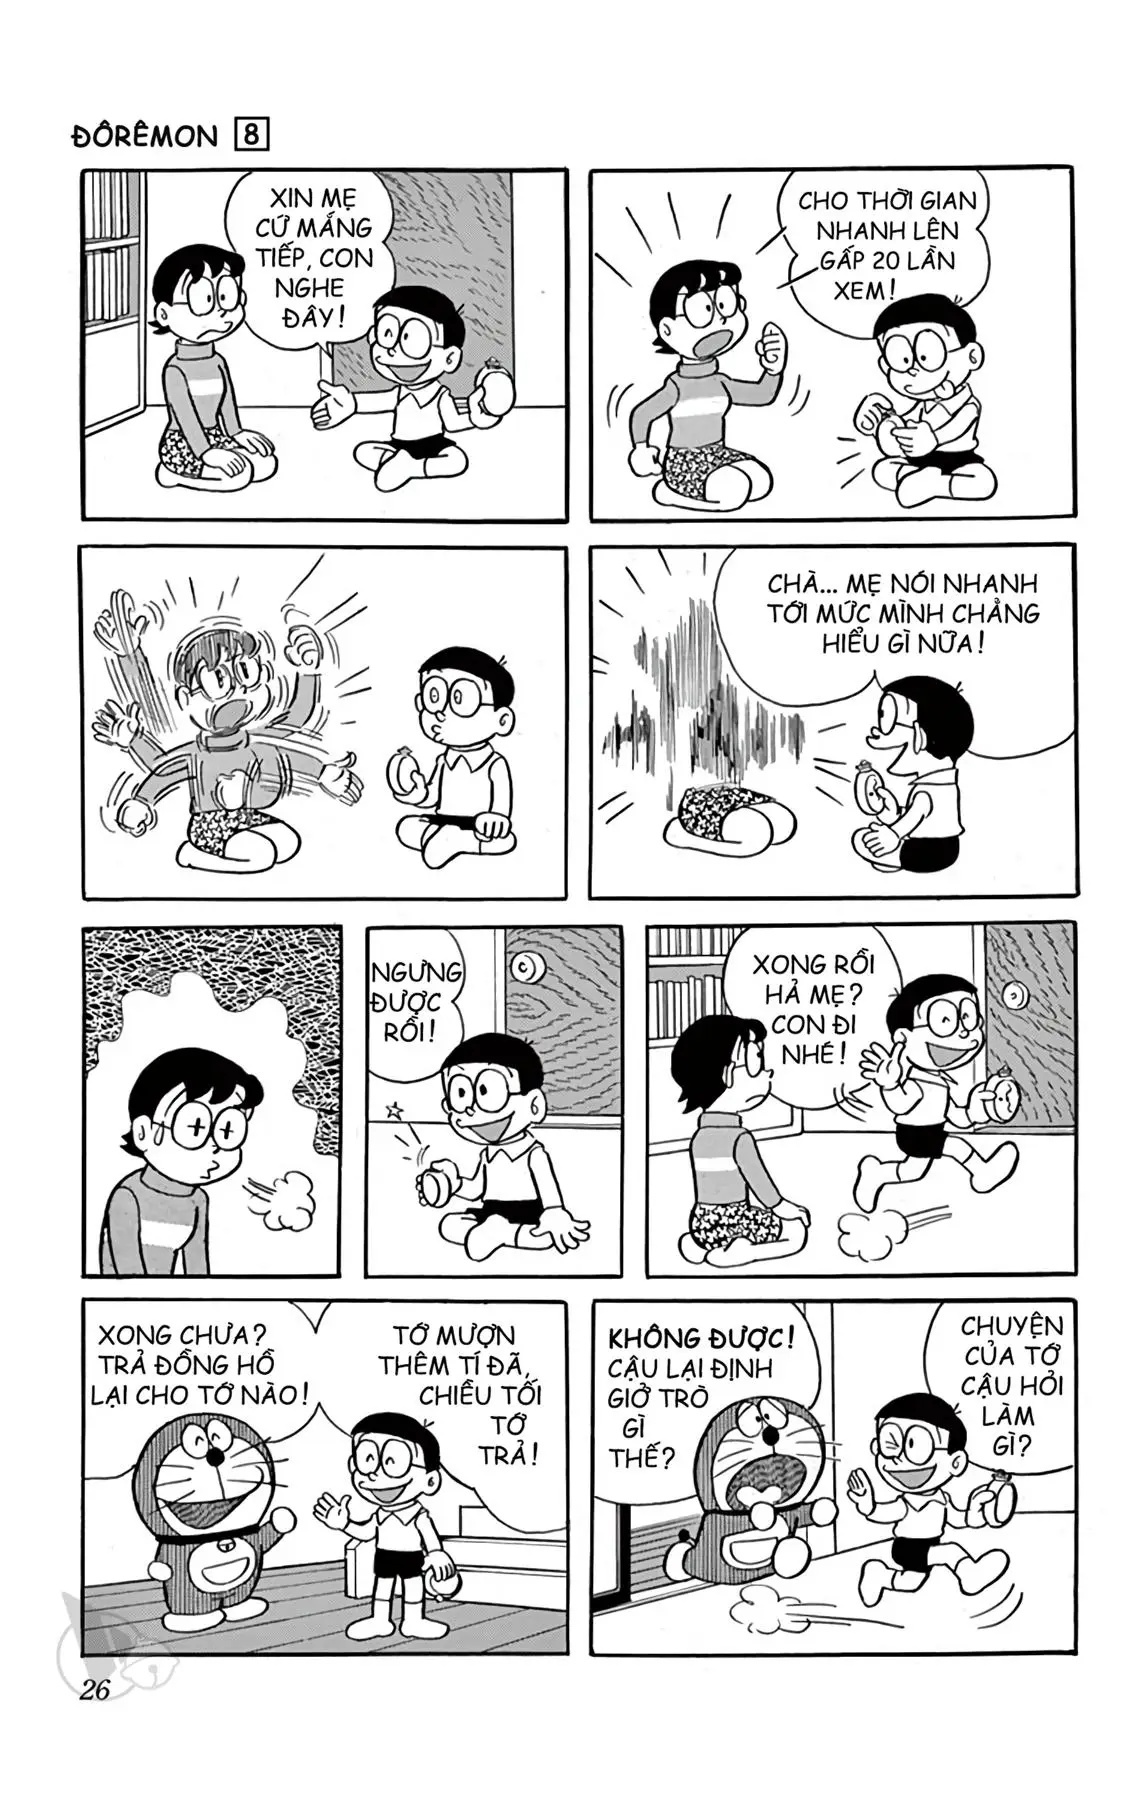 ĐÔRÊMON 8
XIN MẸ
CỨ MẮNG
TIẾP, CON
NGHE
ĐÂY!
CHO THỜI GIAN
NHANH LÊN
GẤP 20 LẦN
XEM!
CHÀ... MẸ NÓI NHANH
TỚI MỨC MÌNH CHẲNG
HIỂU GÌ NỮA!
NGƯNG
ĐƯỢC
RỒI!
XONG RỒI
HẢ MẸ?
CON ĐI
NHÉ!
XONG CHƯA?
TRẢ ĐỒNG HỒ
LẠI CHO TỚ NÀO!
TỚ MƯỢN
THÊM TÍ ĐÃ,
CHIỀU TỐI
TỚ
TRẢ!
KHÔNG ĐƯỢC!
CẬU LẠI ĐỊNH
GIỞ TRÒ
GÌ
THẾ?
CHUYỆN
CỦA TỚ
CẬU HỎI
LÀM
GÌ?
26